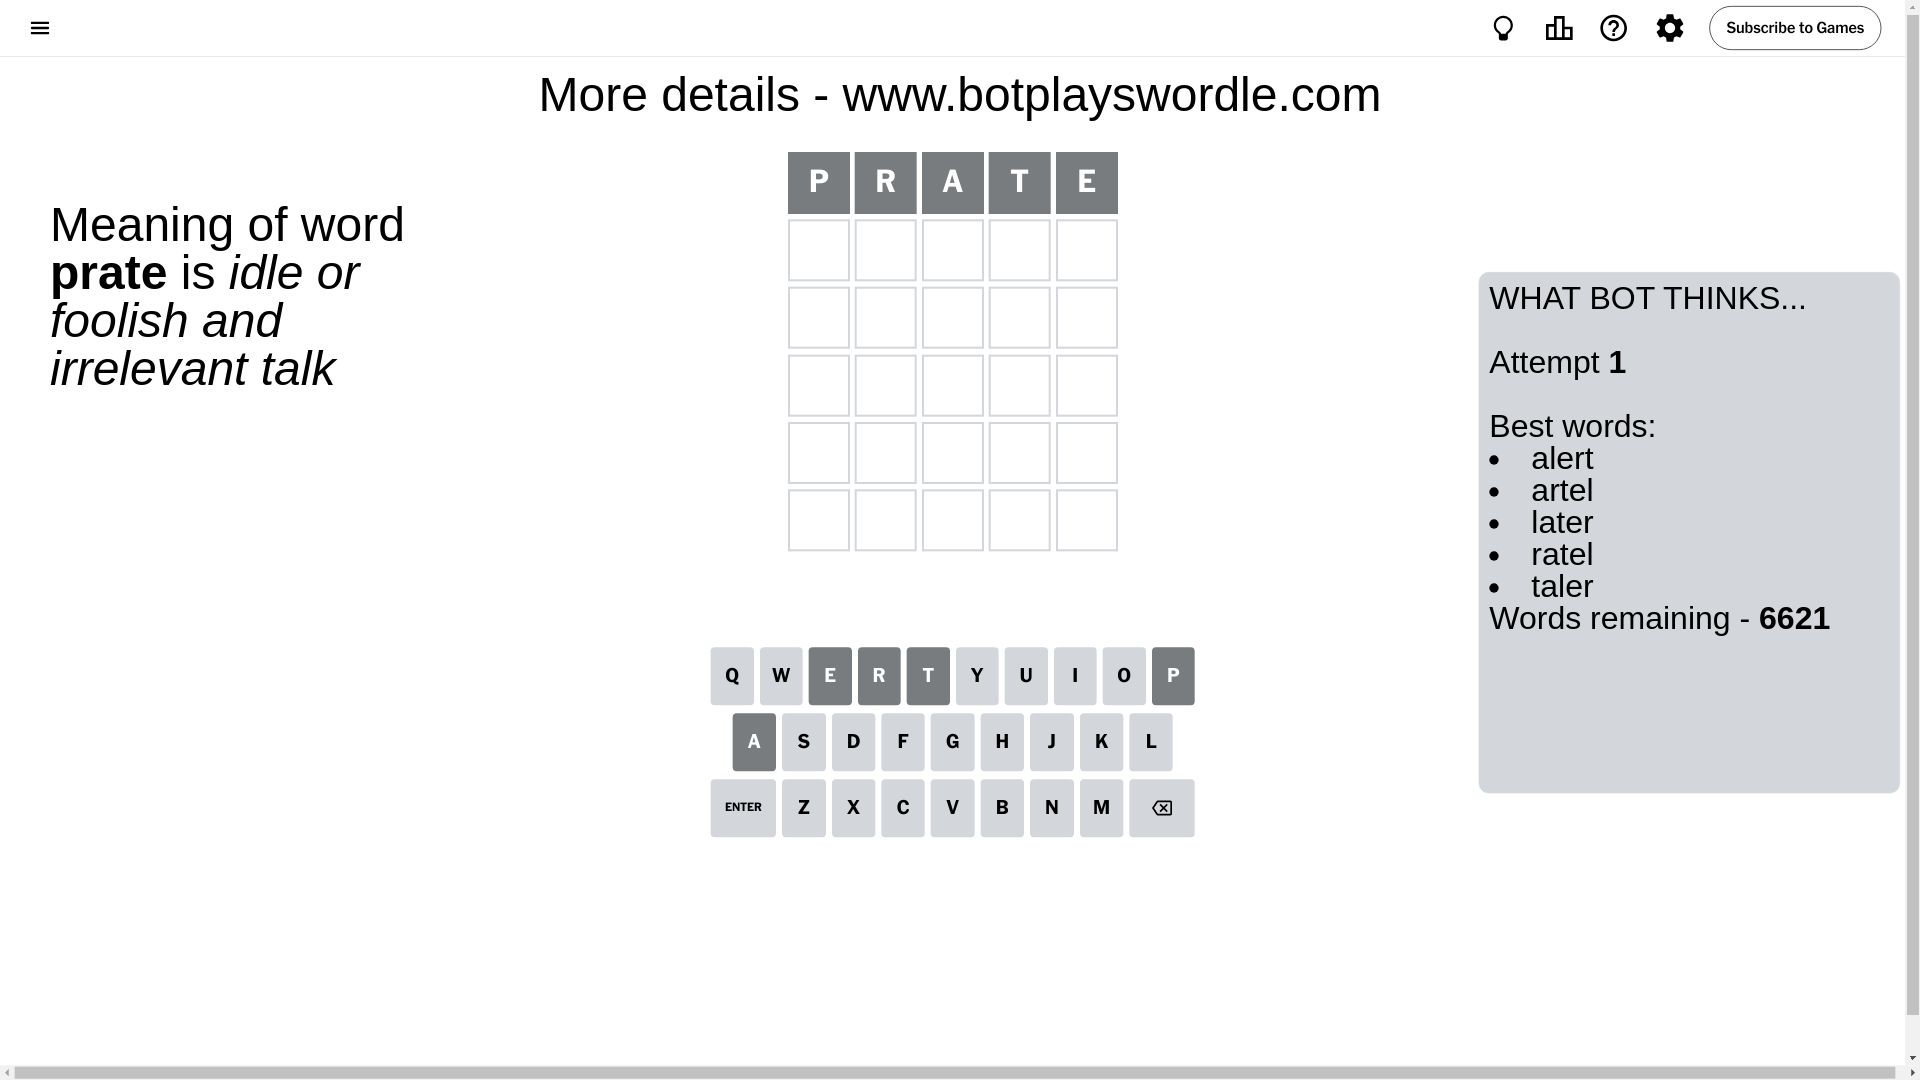 Subscribe to Games
More details - www.botplayswordle.com
Meaning of word
prate is idle or
foolish and
irrelevant talk
P R A T E
WHAT BOT THINKS...
Attempt 1
Best words:
• alert
• artel
• later
• ratel
• taler
Words remaining - 6621
Q W E R T Y U I O P
A S D F G H J K L
ENTER Z X C V B N M